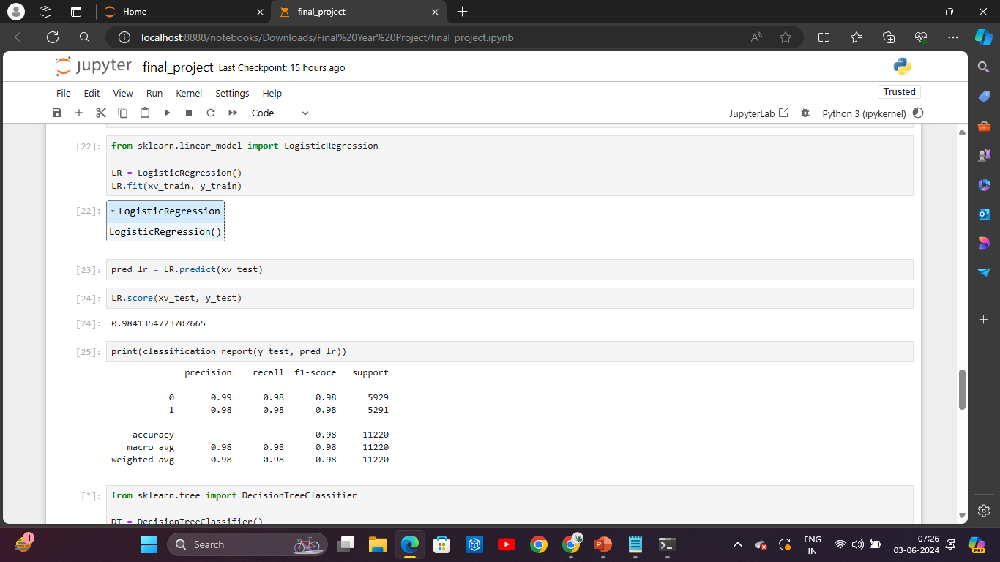 Home
final_project
localhost:8888/notebooks/Downloads/Final%20Year%20Project/final_project.ipynb
jupyter final_project Last Checkpoint: 15 hours ago
File Edit View Run Kernel Settings Help
Trusted
Code
JupyterLab
Python 3 (ipykernel)
[22]: from sklearn.linear_model import LogisticRegression
LR = LogisticRegression()
LR.fit(xv_train, y_train)
[22]: LogisticRegression
LogisticRegression()
[23]: pred_lr = LR.predict(xv_test)
[24]: LR.score(xv_test, y_test)
[24]: 0.9841354723707665
[25]: print(classification_report(y_test, pred_lr))
precision recall f1-score support
0 0.99 0.98 0.98 5929
1 0.98 0.98 0.98 5291
accuracy 0.98 11220
macro avg 0.98 0.98 0.98 11220
weighted avg 0.98 0.98 0.98 11220
[*]: from sklearn.tree import DecisionTreeClassifier
DT = DecisionTreeClassifier()
1
Search
ENG
IN
07:26
03-06-2024
PRE